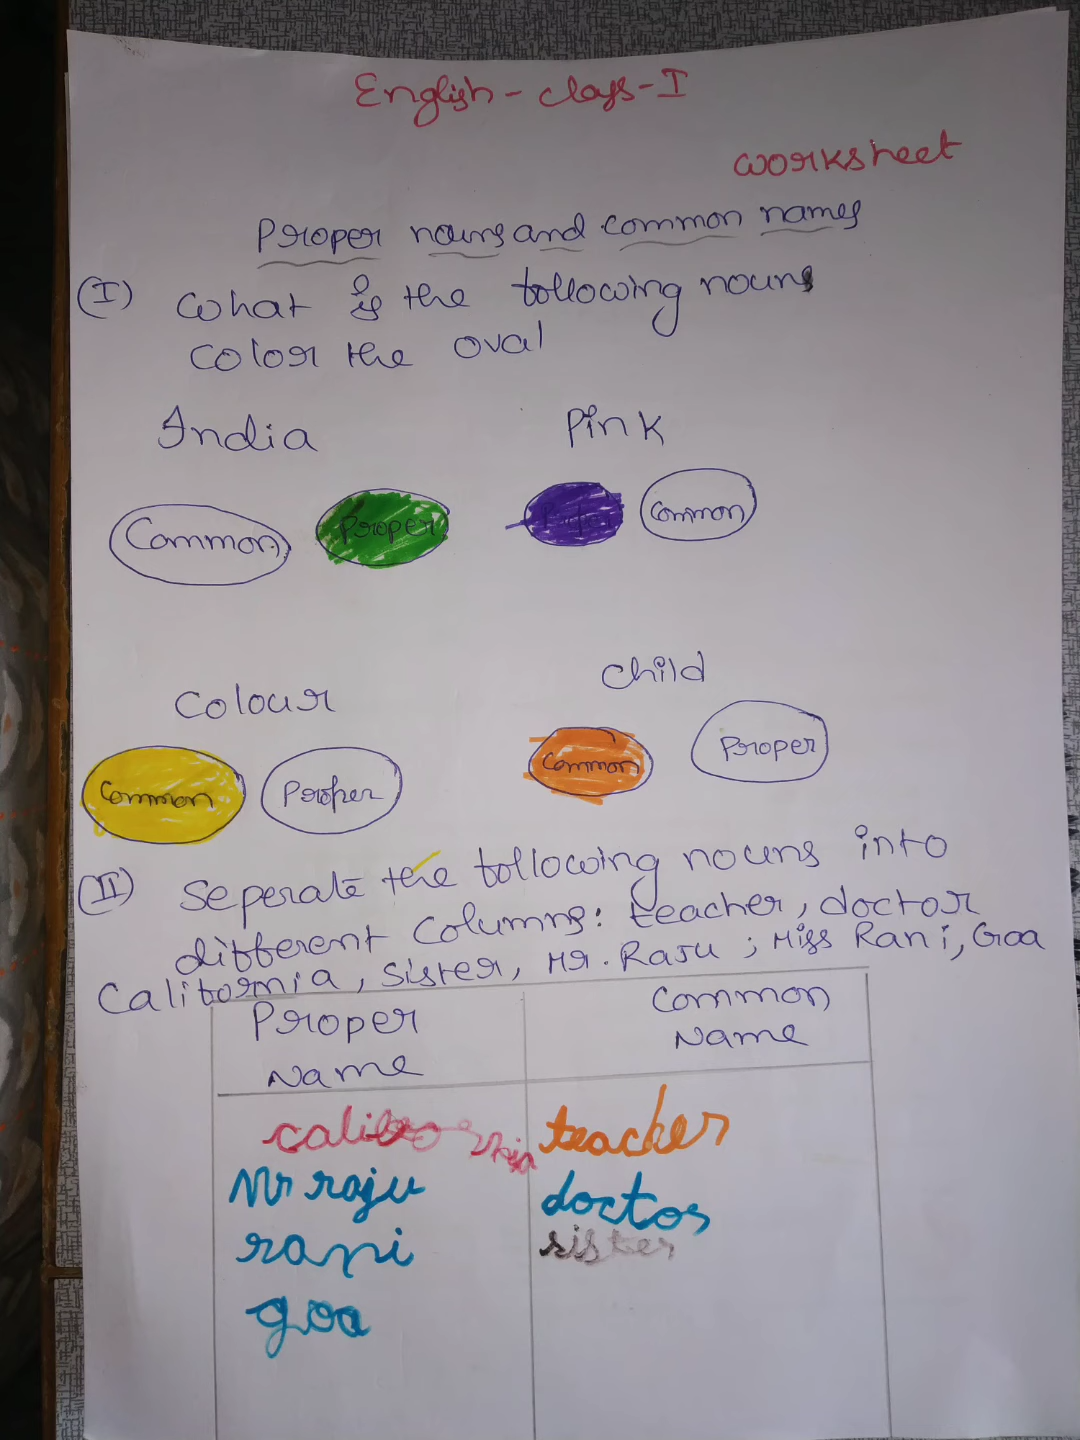 English - class - I
worksheet
Proper nouns and common names
(I) What is the following nouns
color the oval
India Pink
Common Proper Proper Common
Colour Child
Common Proper Common Proper
(II) Seperate the following nouns into
different columns: teacher, doctor
California, sister, Mr. Raju ; Miss Rani, Goa
Proper Common
Name Name
teacher
Mr raju doctor
rani sister
goa